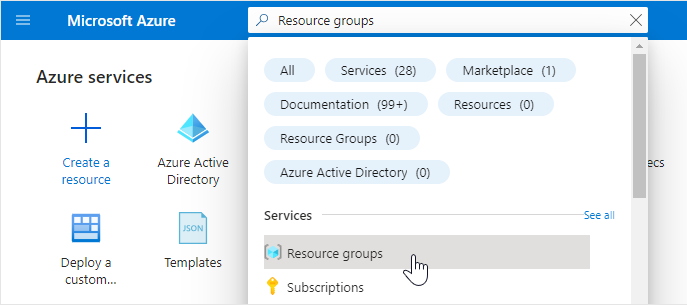 Microsoft Azure
Resource groups
Azure services
Create a
resource
Azure Active
Directory
Deploy a
custom...
JSON
Templates
All
Services (28)
Marketplace (1)
Documentation (99+)
Resources (0)
Resource Groups (0)
Azure Active Directory (0)
Services
See all
Resource groups
Subscriptions
ecs